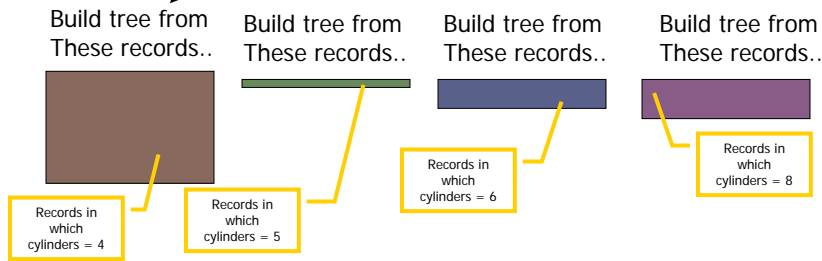 Build tree from
These records..
Build tree from
These records..
Build tree from
These records..
Build tree from
These records..
Records in
which
cylinders = 4
Records in
which
cylinders = 5
Records in
which
cylinders = 6
Records in
which
cylinders = 8